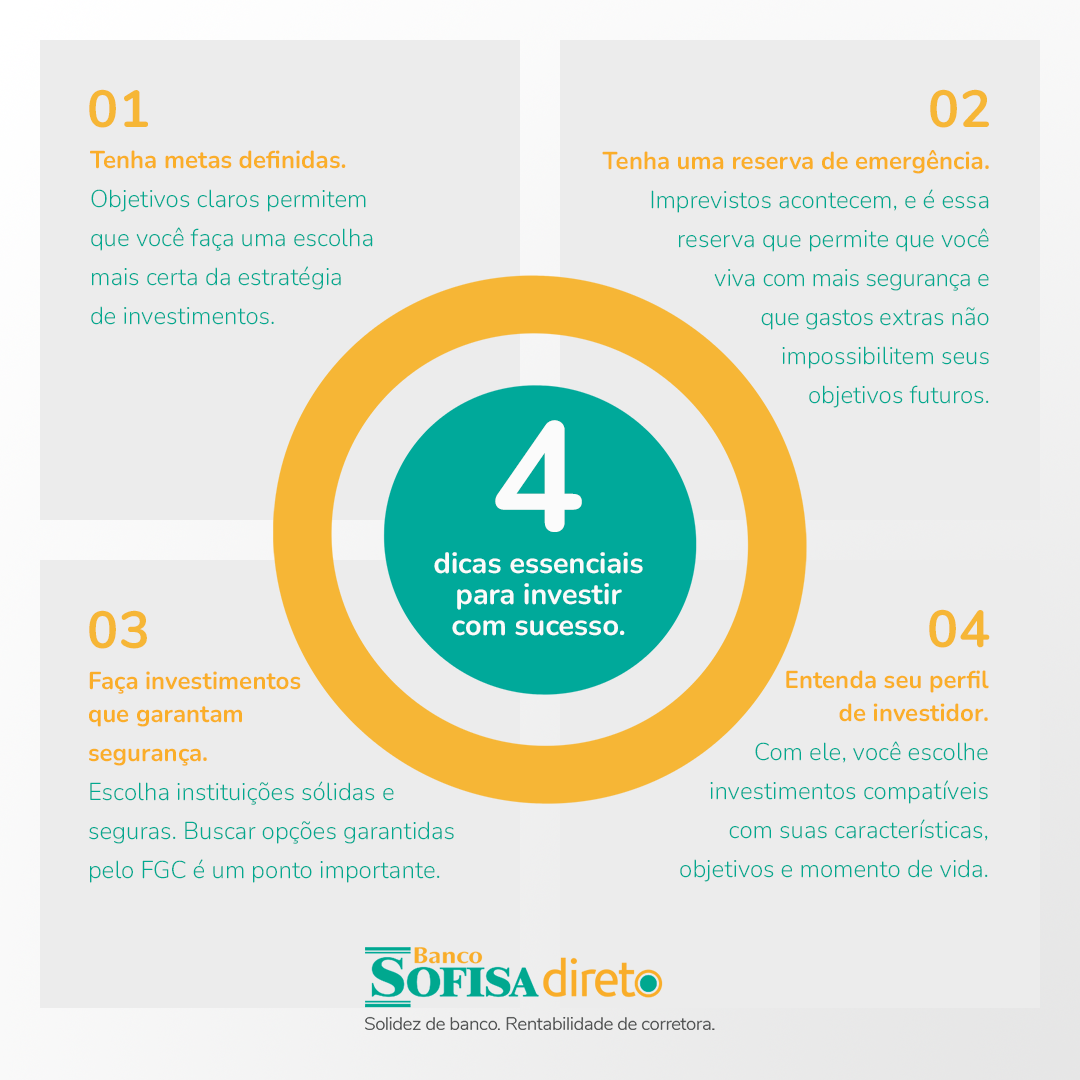 01
Tenha metas definidas.
Objetivos claros permitem
que você faça uma escolha
mais certa da estratégia
de investimentos.
02
Tenha uma reserva de emergência.
Imprevistos acontecem, e é essa
reserva que permite que você
viva com mais segurança e
que gastos extras não
impossibilitem seus
objetivos futuros.
4
dicas essenciais
para investir
com sucesso.
03
Faça investimentos
que garantam
segurança.
Escolha instituições sólidas e
seguras. Buscar opções garantidas
pelo FGC é um ponto importante.
04
Entenda seu perfil
de investidor.
Com ele, você escolhe
investimentos compatíveis
com suas características,
objetivos e momento de vida.
Banco
SOFISA direto
Solidez de banco. Rentabilidade de corretora.